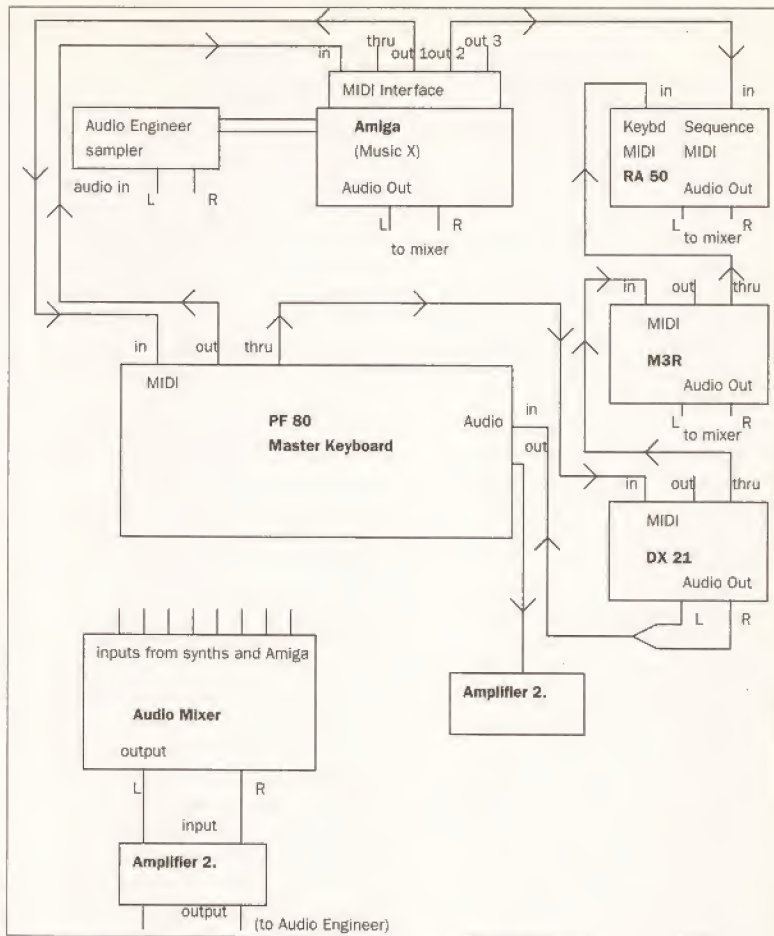 thru
in
out 1
out 2
out 3
MIDI Interface
Audio Engineer
sampler
audio in
L
R
Amiga
(Music X)
Audio Out
L
R
to mixer
in
in
Keybd Sequence
MIDI MIDI
RA 50
Audio Out
L
R
to mixer
in
out
thru
MIDI
M3R
Audio Out
L
R
to mixer
in
out
thru
MIDI
PF 80
Master Keyboard
Audio
in
out
in
out
thru
MIDI
DX 21
Audio Out
L
R
inputs from synths and Amiga
Audio Mixer
output
L
R
input
Amplifier 2.
output
(to Audio Engineer)
Amplifier 2.